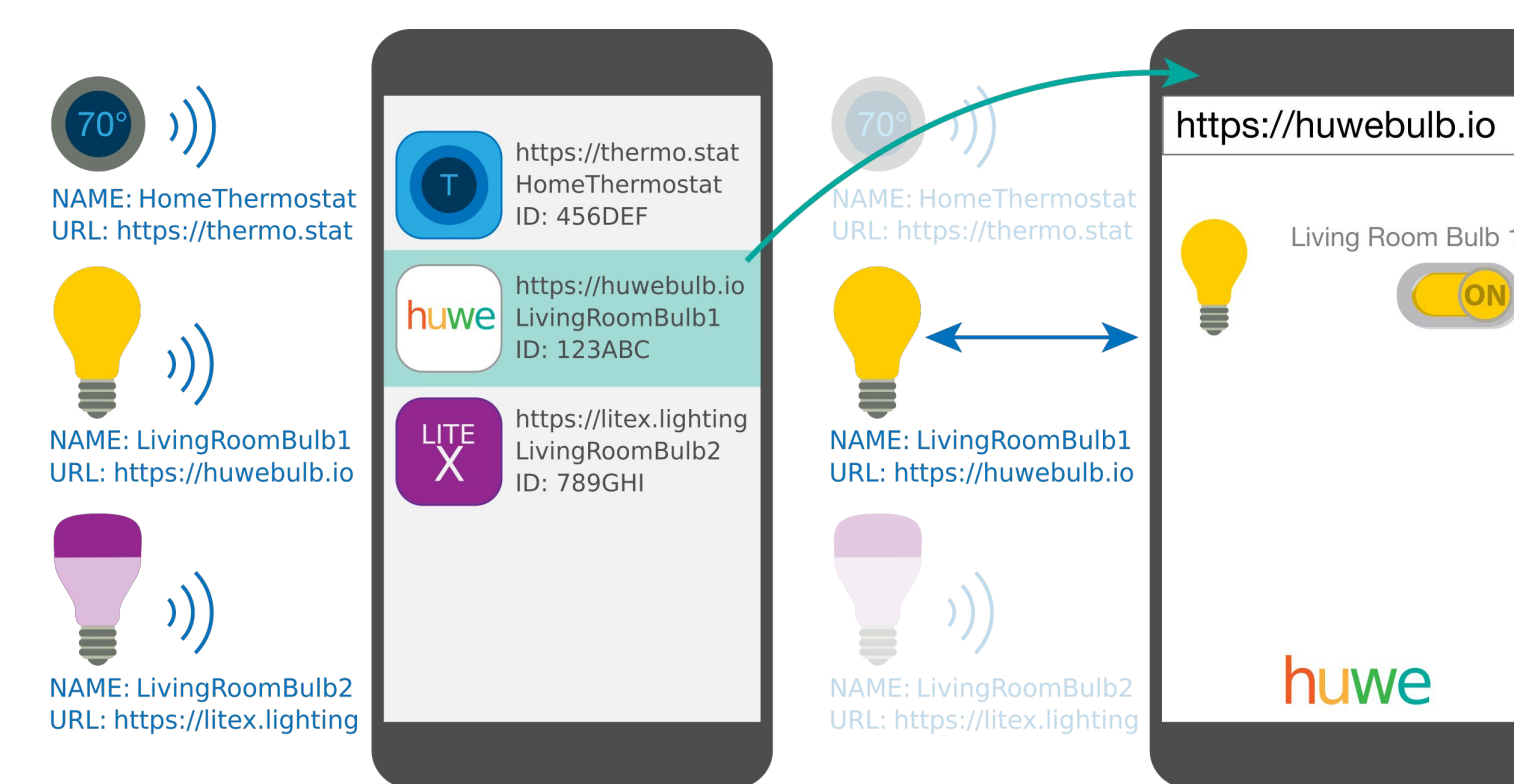 70°
NAME: HomeThermostat
URL: https://thermo.stat
NAME: LivingRoomBulb1
URL: https://huwebulb.io
NAME: LivingRoomBulb2
URL: https://litex.lighting
T
https://thermo.stat
HomeThermostat
ID: 456DEF
huwe
https://huwebulb.io
LivingRoomBulb1
ID: 123ABC
LITE
X
https://litex.lighting
LivingRoomBulb2
ID: 789GHI
70°
NAME: HomeThermostat
URL: https://thermo.stat
NAME: LivingRoomBulb1
URL: https://huwebulb.io
NAME: LivingRoomBulb2
URL: https://litex.lighting
https://huwebulb.io
Living Room Bulb 1
ON
huwe